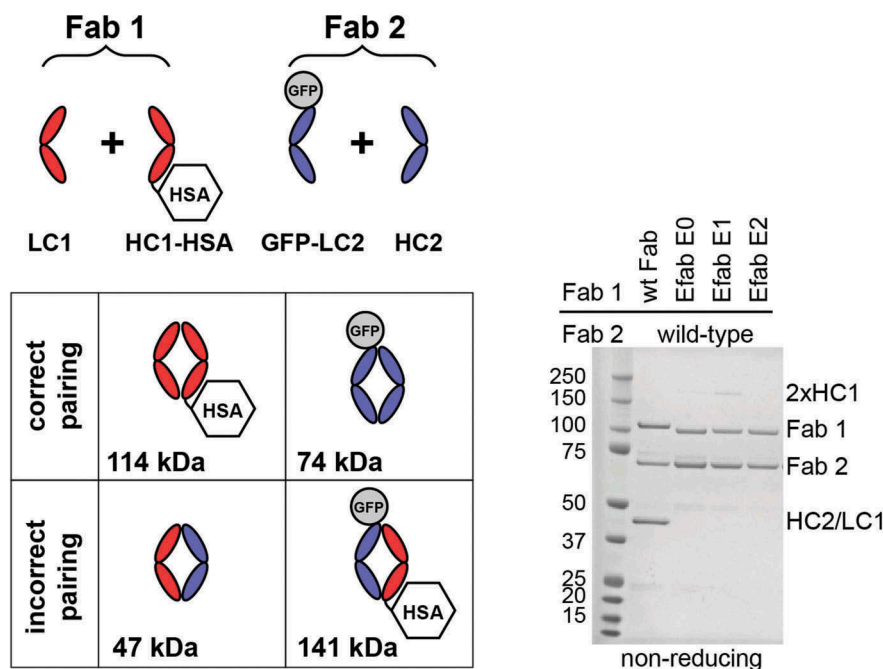 Fab 1
Fab 2
GFP
+
+
HSA
LC1
HC1-HSA
GFP-LC2
HC2
correct pairing
HSA
114 kDa
GFP
74 kDa
incorrect pairing
47 kDa
GFP
HSA
141 kDa
Fab 1
wt Fab
Efab E0
Efab E1
Efab E2
Fab 2
wild-type
250
150
100
75
50
37
25
20
15
2xHC1
Fab 1
Fab 2
HC2/LC1
non-reducing